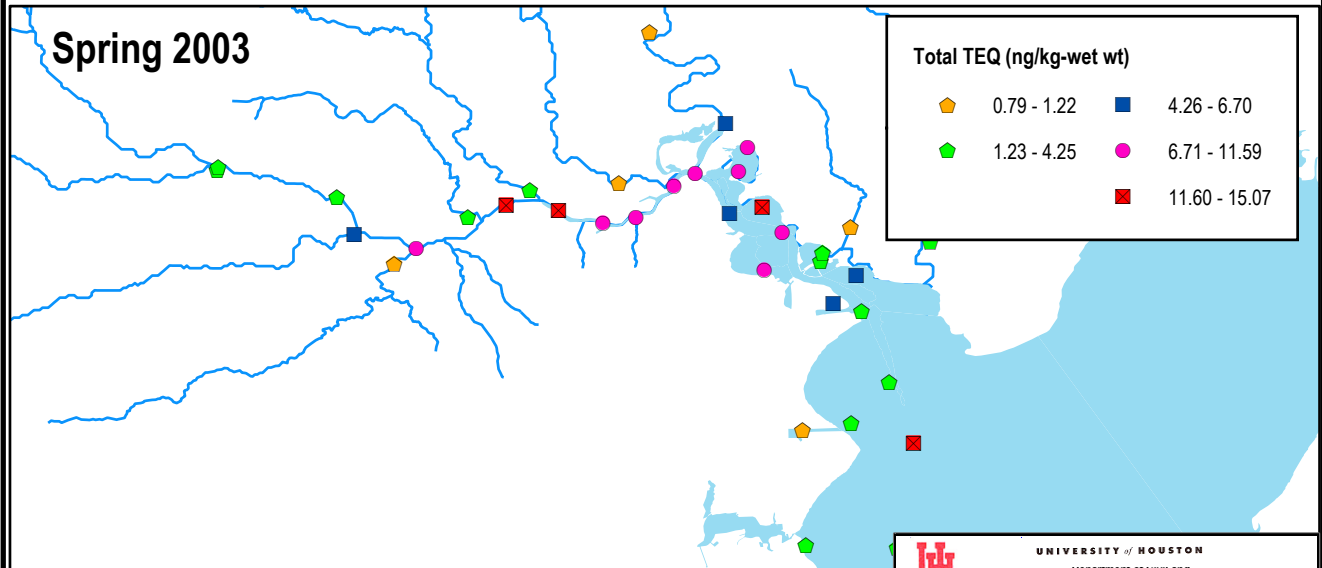 Spring 2003
Total TEQ (ng/kg-wet wt)
0.79 - 1.22
4.26 - 6.70
1.23 - 4.25
6.71 - 11.59
11.60 - 15.07
UNIVERSITY of HOUSTON